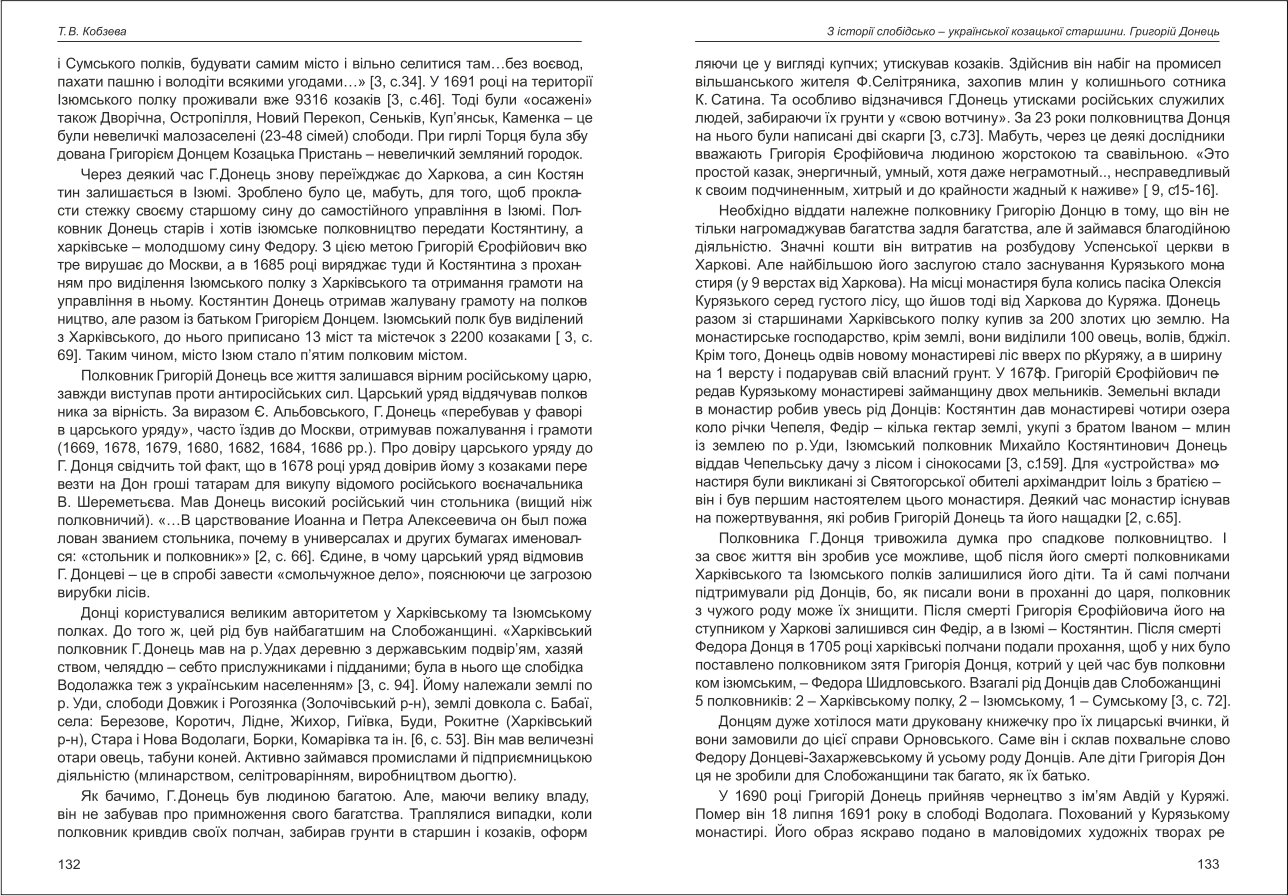 Т. В. Кобзева
і Сумського полків, будувати самим місто і вільно селитися там…без воєвод,
пахати пашню і володіти всякими угодами…» [3, с.34]. У 1691 році на території
Ізюмського полку проживали вже 9316 козаків [3, с.46]. Тоді були «осажені»
також Дворічна, Остропілля, Новий Перекоп, Сеньків, Куп’янськ, Каменка – це
були невеличкі малозаселені (23-48 сімей) слободи. При гирлі Торця була збу
дована Григорієм Донцем Козацька Пристань – невеличкий земляний городок.
Через деякий час Г.Донець знову переїжджає до Харкова, а син Костян
тин залишається в Ізюмі. Зроблено було це, мабуть, для того, щоб прокла-
сти стежку своєму старшому сину до самостійного управління в Ізюмі. Пол-
ковник Донець старів і хотів ізюмське полковництво передати Костянтину, а
харківське – молодшому сину Федору. З цією метою Григорій Єрофійович вко
тре вирушає до Москви, а в 1685 році виряджає туди й Костянтина з прохан-
ням про виділення Ізюмського полку з Харківського та отримання грамоти на
управління в ньому. Костянтин Донець отримав жалувану грамоту на полков
ництво, але разом із батьком Григорієм Донцем. Ізюмський полк був виділений
з Харківського, до нього приписано 13 міст та містечок з 2200 козаками [ 3, с.
69]. Таким чином, місто Ізюм стало п’ятим полковим містом.
Полковник Григорій Донець все життя залишався вірним російському царю,
завжди виступав проти антиросійських сил. Царський уряд віддячував полков
ника за вірність. За виразом Є. Альбовського, Г. Донець «перебував у фаворі
в царського уряду», часто їздив до Москви, отримував пожалування і грамоти
(1669, 1678, 1679, 1680, 1682, 1684, 1686 рр.). Про довіру царського уряду до
Г. Донця свідчить той факт, що в 1678 році уряд довірив йому з козаками пере
везти на Дон гроші татарам для викупу відомого російського воєначальника
В. Шереметьєва. Мав Донець високий російський чин стольника (вищий ніж
полковничий). «…В царствование Иоанна и Петра Алексеевича он был пожа
лован званием стольника, почему в универсалах и других бумагах именовал-
ся: «стольник и полковник»» [2, с. 66]. Єдине, в чому царський уряд відмовив
Г. Донцеві – це в спробі завести «смольчужное дело», пояснюючи це загрозою
вирубки лісів.
Донці користувалися великим авторитетом у Харківському та Ізюмському
полках. До того ж, цей рід був найбагатшим на Слобожанщині. «Харківський
полковник Г.Донець мав на р.Удах деревню з державським подвір’ям, хазяй
ством, челяддю – себто прислужниками і підданими; була в нього ще слобідка
Водолажка теж з українським населенням» [3, с. 94]. Йому належали землі по
р. Уди, слободи Довжик і Рогозянка (Золочівський р-н), землі довкола с. Бабаї,
села: Березове, Коротич, Лідне, Жихор, Гиївка, Буди, Рокитне (Харківський
р-н), Стара і Нова Водолаги, Борки, Комарівка та ін. [6, с. 53]. Він мав величезні
отари овець, табуни коней. Активно займався промислами й підприємницькою
діяльністю (млинарством, селітроварінням, виробництвом дьогтю).
Як бачимо, Г.Донець був людиною багатою. Але, маючи велику владу,
він не забував про примноження свого багатства. Траплялися випадки, коли
полковник кривдив своїх полчан, забирав грунти в старшин і козаків, оформ
132
З історії слобідсько – української козацької старшини. Григорій Донець
ляючи це у вигляді купчих; утискував козаків. Здійснив він набіг на промисел
вільшанського жителя Ф.Селітряника, захопив млин у колишнього сотника
К. Сатина. Та особливо відзначився Г.Донець утисками російських служилих
людей, забираючи їх грунти у «свою вотчину». За 23 роки полковництва Донця
на нього були написані дві скарги [3, с.73]. Мабуть, через це деякі дослідники
вважають Григорія Єрофійовича людиною жорстокою та свавільною. «Это
простой казак, энергичный, умный, хотя даже неграмотный.., несправедливый
к своим подчиненным, хитрый и до крайности жадный к наживе» [ 9, с.15-16].
Необхідно віддати належне полковнику Григорію Донцю в тому, що він не
тільки нагромаджував багатства задля багатства, але й займався благодійною
діяльністю. Значні кошти він витратив на розбудову Успенської церкви в
Харкові. Але найбільшою його заслугою стало заснування Курязького мона
стиря (у 9 верстах від Харкова). На місці монастиря була колись пасіка Олексія
Курязького серед густого лісу, що йшов тоді від Харкова до Куряжа. Г.Донець
разом зі старшинами Харківського полку купив за 200 злотих цю землю. На
монастирське господарство, крім землі, вони виділили 100 овець, волів, бджіл.
Крім того, Донець одвів новому монастиреві ліс вверх по р.Куряжу, а в ширину
на 1 версту і подарував свій власний грунт. У 1678 р. Григорій Єрофійович пе-
редав Курязькому монастиреві займанщину двох мельників. Земельні вклади
в монастир робив увесь рід Донців: Костянтин дав монастиреві чотири озера
коло річки Чепеля, Федір – кілька гектар землі, укупі з братом Іваном – млин
із землею по р.Уди, Ізюмський полковник Михайло Костянтинович Донець
віддав Чепельську дачу з лісом і сінокосами [3, с.159]. Для «устройства» мо-
настиря були викликані зі Святогорської обителі архімандрит Іоіль з братією –
він і був першим настоятелем цього монастиря. Деякий час монастир існував
на пожертвування, які робив Григорій Донець та його нащадки [2, с.65].
Полковника Г.Донця тривожила думка про спадкове полковництво. І
за своє життя він зробив усе можливе, щоб після його смерті полковниками
Харківського та Ізюмського полків залишилися його діти. Та й самі полчани
підтримували рід Донців, бо, як писали вони в проханні до царя, полковник
з чужого роду може їх знищити. Після смерті Григорія Єрофійовича його на
ступником у Харкові залишився син Федір, а в Ізюмі – Костянтин. Після смерті
Федора Донця в 1705 році харківські полчани подали прохання, щоб у них було
поставлено полковником зятя Григорія Донця, котрий у цей час був полковни
ком ізюмським, – Федора Шидловського. Взагалі рід Донців дав Слобожанщині
5 полковників: 2 – Харківському полку, 2 – Ізюмському, 1 – Сумському [3, с. 72].
Донцям дуже хотілося мати друковану книжечку про їх лицарські вчинки, й
вони замовили до цієї справи Орновського. Саме він і склав похвальне слово
Федору Донцеві-Захаржевському й усьому роду Донців. Але діти Григорія Дон
ця не зробили для Слобожанщини так багато, як їх батько.
У 1690 році Григорій Донець прийняв чернецтво з ім’ям Авдій у Куряжі.
Помер він 18 липня 1691 року в слободі Водолага. Похований у Курязькому
монастирі. Його образ яскраво подано в маловідомих художніх творах ре
133